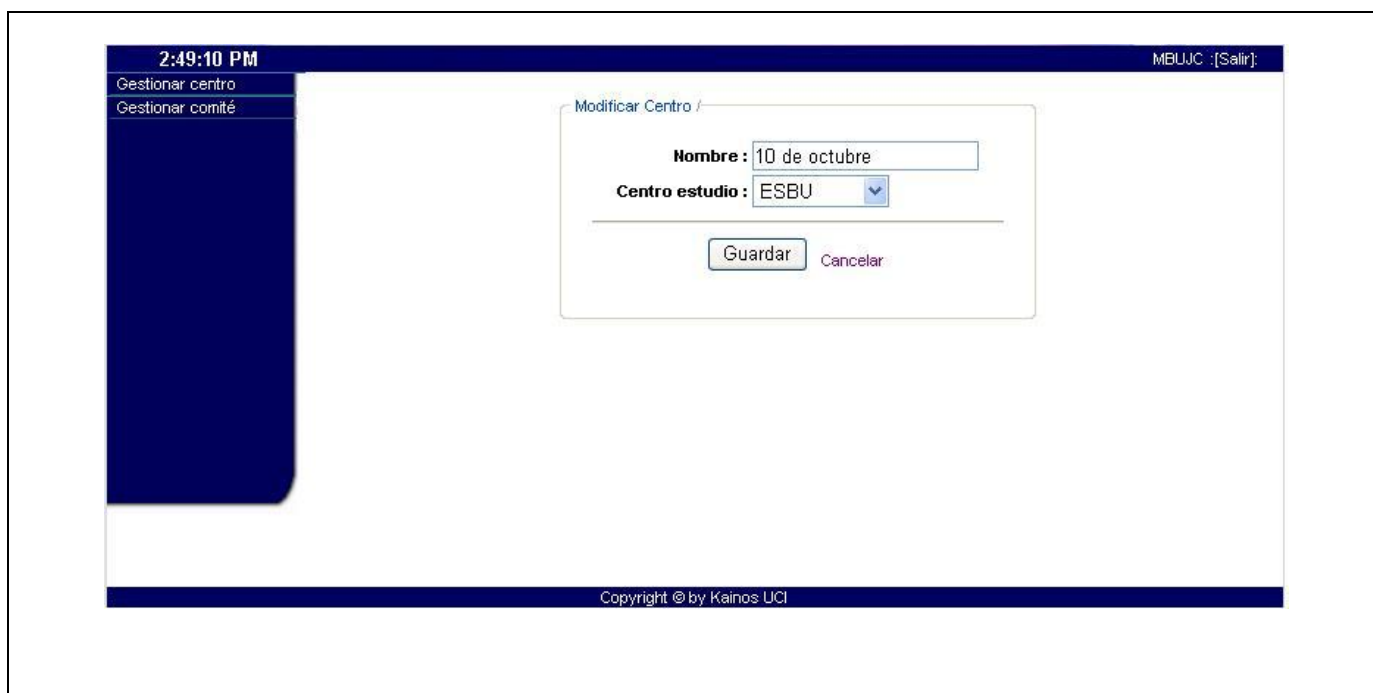 2:49:10 PM
MBUJC :[Salir]:
Gestionar centro
Gestionar comité
Modificar Centro /
Nombre : 10 de octubre
Centro estudio : ESBU
Guardar Cancelar
Copyright © by Kainos UCI